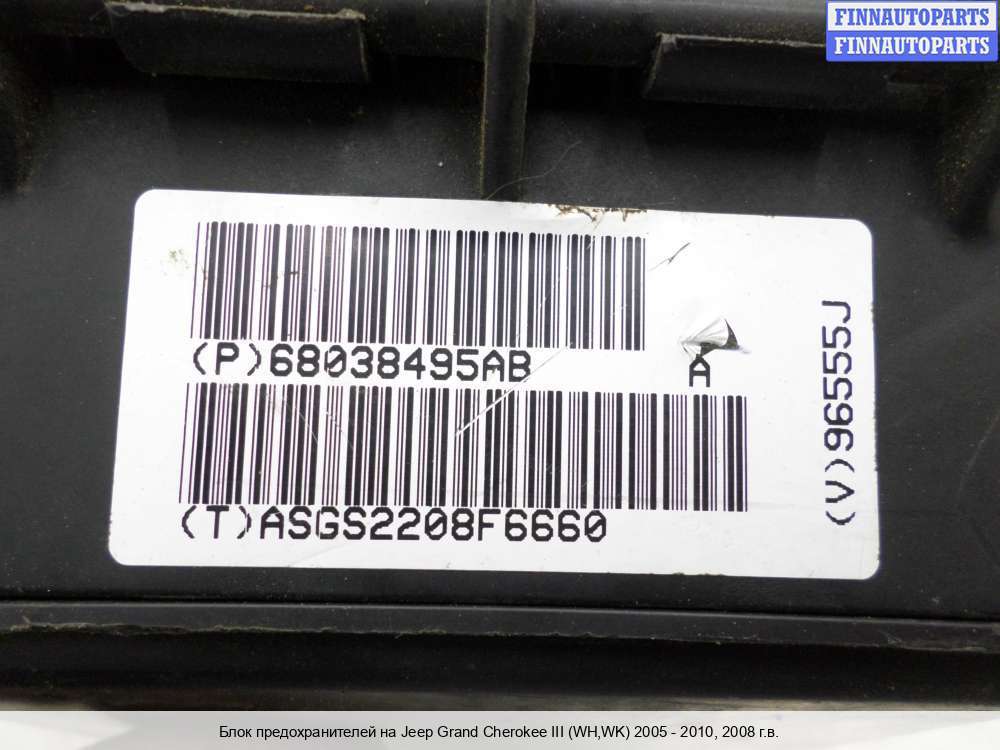 FINNAUTOPARTS
FINNAUTOPARTS
(P)68038495AB
A
(T)ASGS2208F6660
(V)96555J
Блок предохранителей на Jeep Grand Cherokee III (WH,WK) 2005 - 2010, 2008 г.в.